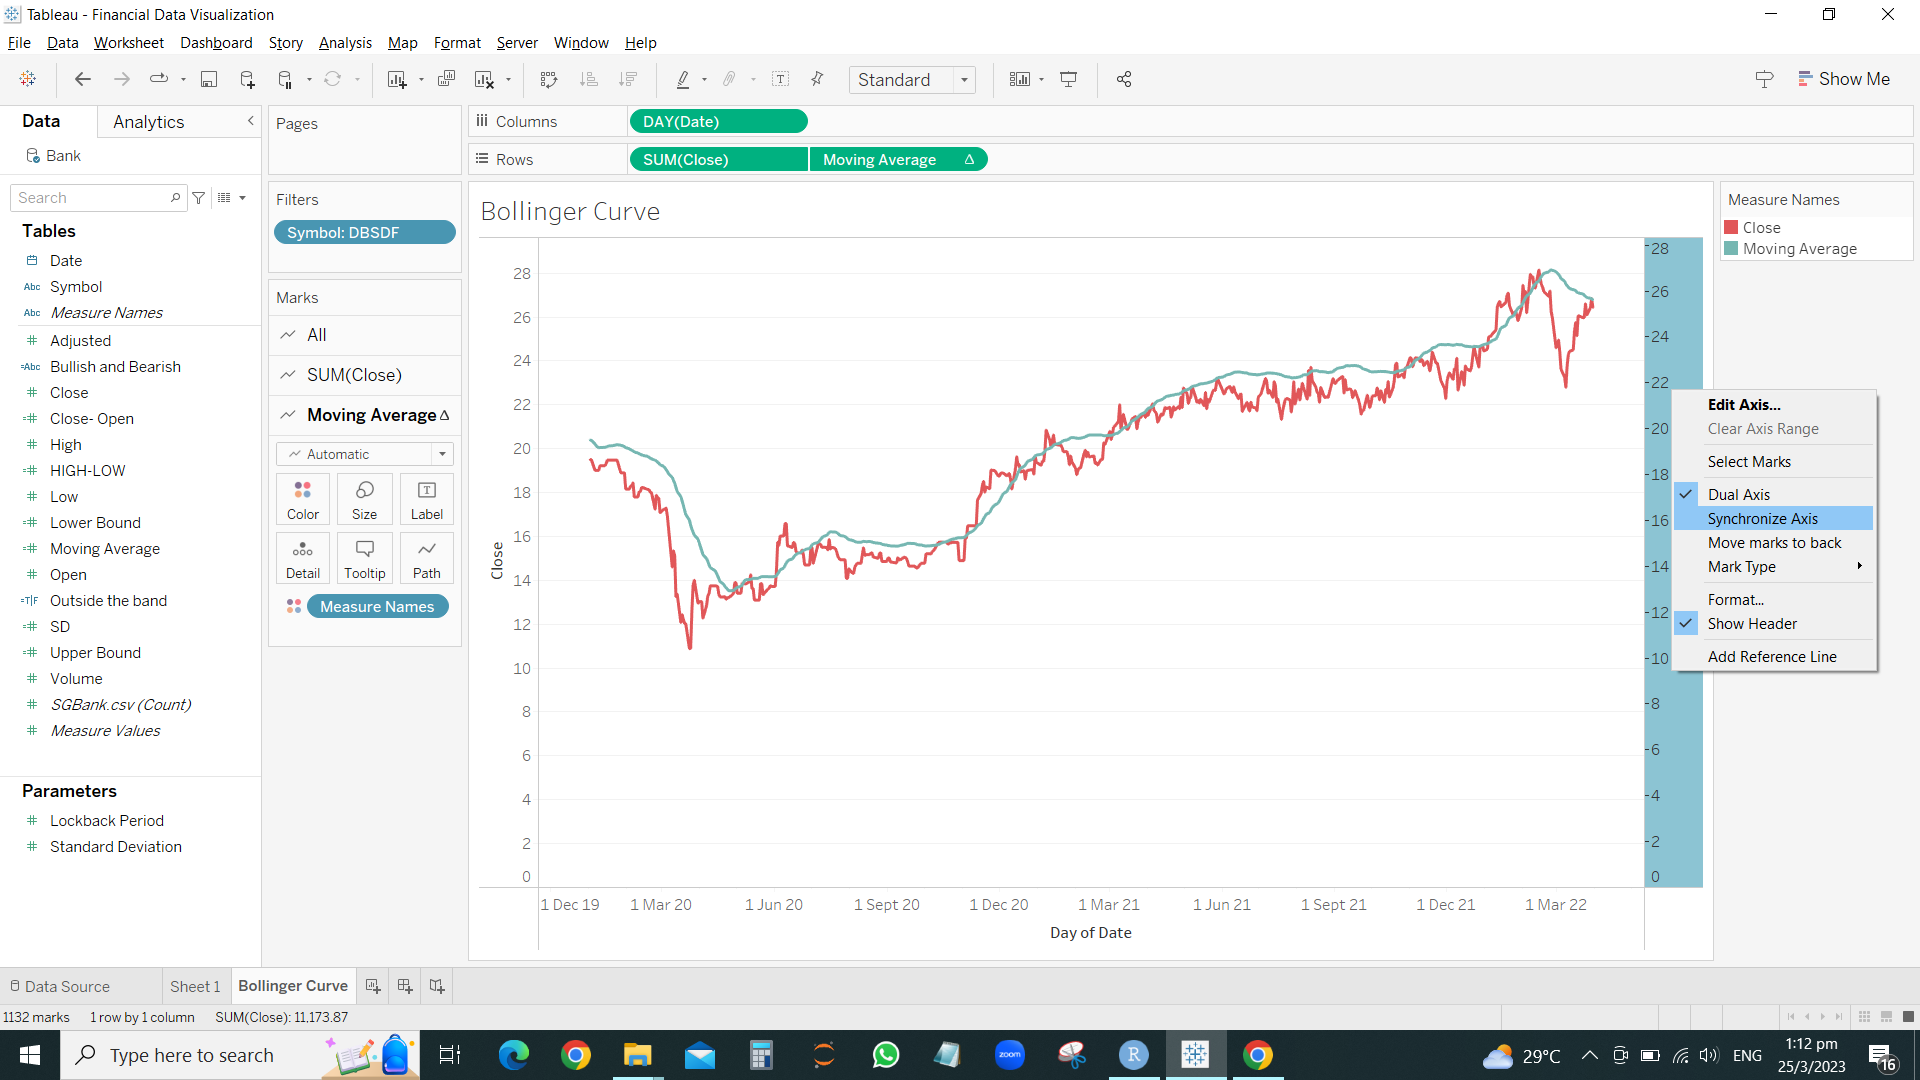 Tableau - Financial Data Visualization
File Data Worksheet Dashboard Story Analysis Map Format Server Window Help
Standard
Show Me
Data
Analytics
Bank
Search
Tables
Date
Abc Symbol
Abc Measure Names
Adjusted
Abc Bullish and Bearish
Close
Close- Open
High
HIGH-LOW
Low
Lower Bound
Moving Average
Open
T|F Outside the band
SD
Upper Bound
Volume
SGBank.csv (Count)
Measure Values
Parameters
Lockback Period
Standard Deviation
Pages
Filters
Symbol: DBSDF
Marks
All
SUM(Close)
Moving Average
Automatic
Color
Size
Label
Detail
Tooltip
Path
Measure Names
Columns
DAY(Date)
Rows
SUM(Close)
Moving Average
Bollinger Curve
Close
28
26
24
22
20
18
16
14
12
10
8
6
4
2
0
28
26
24
22
20
18
16
14
12
10
8
6
4
2
0
1 Dec 19
1 Mar 20
1 Jun 20
1 Sept 20
1 Dec 20
1 Mar 21
1 Jun 21
1 Sept 21
1 Dec 21
1 Mar 22
Day of Date
Measure Names
Close
Moving Average
Edit Axis...
Clear Axis Range
Select Marks
Dual Axis
Synchronize Axis
Move marks to back
Mark Type
Format...
Show Header
Add Reference Line
Data Source
Sheet 1
Bollinger Curve
1132 marks
1 row by 1 column
SUM(Close): 11,173.87
Type here to search
zoom
R
29°C
ENG
1:12 pm
25/3/2023
16